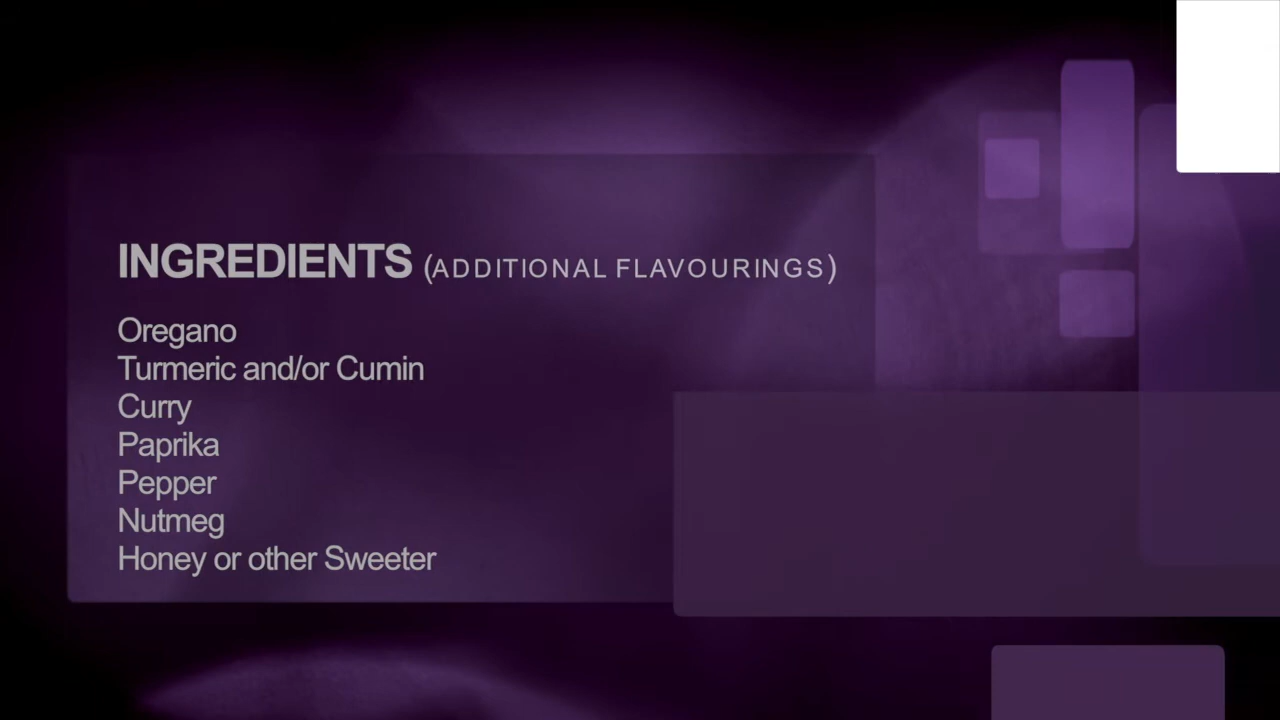 INGREDIENTS (ADDITIONAL FLAVOURINGS)
Oregano
Turmeric and/or Cumin
Curry
Paprika
Pepper
Nutmeg
Honey or other Sweeter